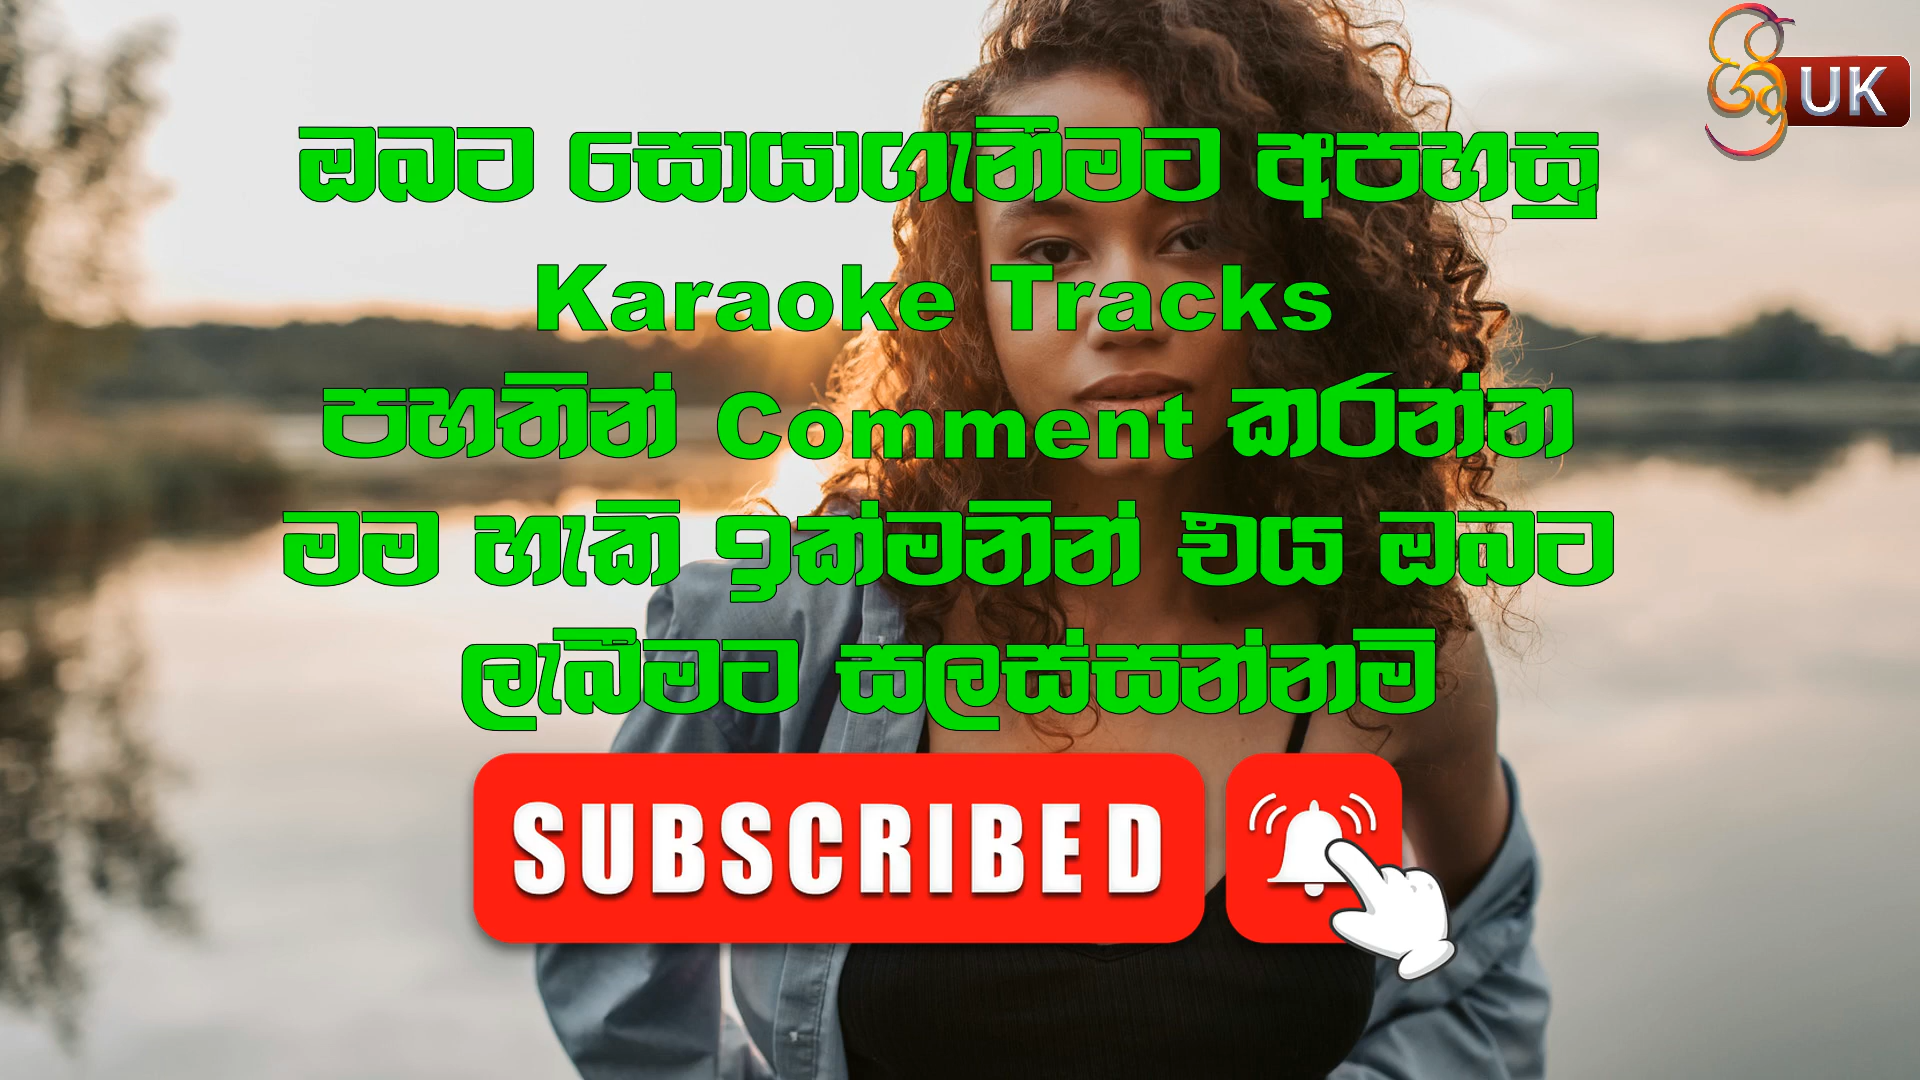 ශ්‍රී UK
ඔබට සොයාගැනීමට අපහසු
Karaoke Tracks
පහතින් Comment කරන්න
මම හැකි ඉක්මනින් එය ඔබට
ලැබීමට සලස්සන්නම්
SUBSCRIBED